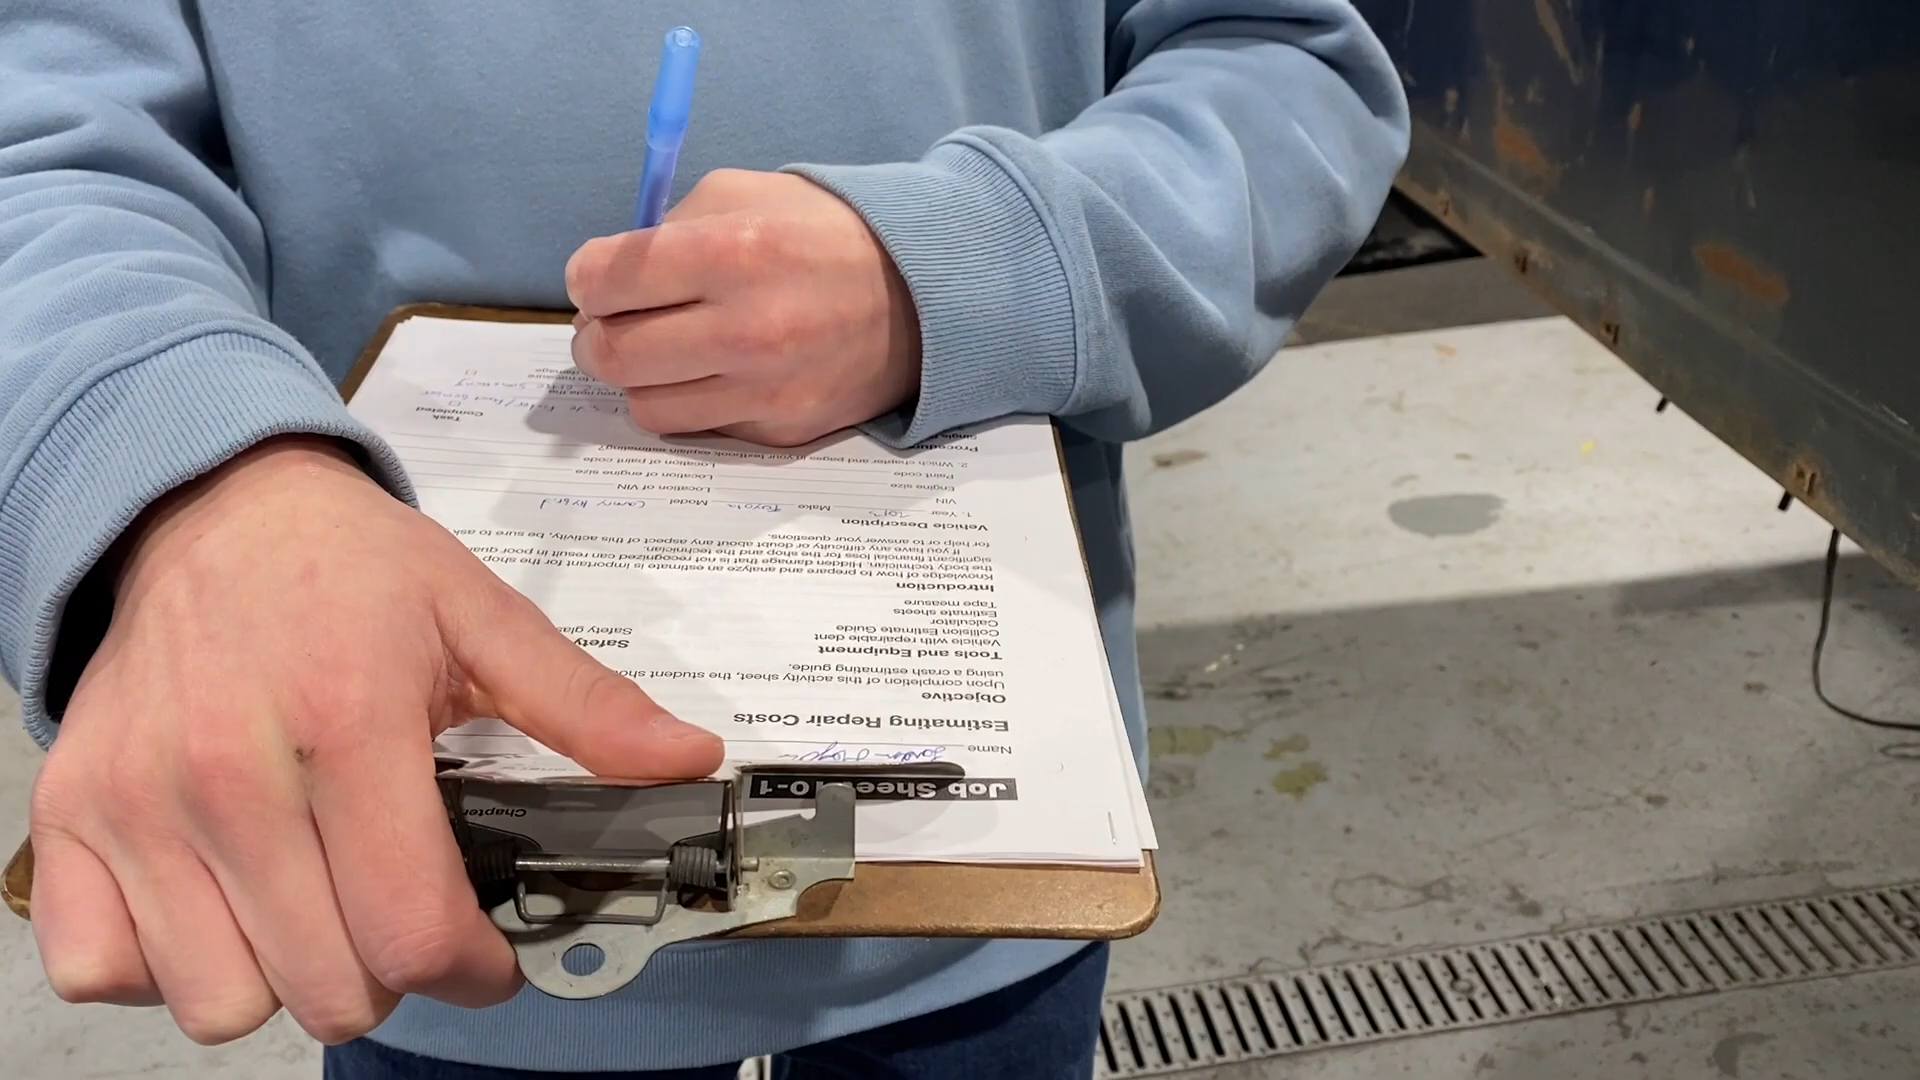 Job Sheet 10-1
Chapter
Name
Estimating Repair Costs
Objective
Upon completion of this activity sheet, the student
using a crash estimating guide.
Tools and Equipment Safety
Vehicle with repairable dent Safety
Collision Estimate Guide
Calculator
Estimate sheets
Tape measure
Introduction
Knowledge of how to prepare and analyze an estimate is important for the shop
the body technician. Hidden damage that is not recognized can result in poor
significant financial loss for the shop and the technician.
If you have any difficulty or doubt about any aspect of this activity, be sure to ask
for help or to answer your questions.
Vehicle Description
1. Year Make Toyota Model Camry Hybrid
VIN Location of VIN
Engine size Location of engine size
Paint code Location of paint code
2. Which chapter and pages in your textbook explain estimating?
Task
Completed